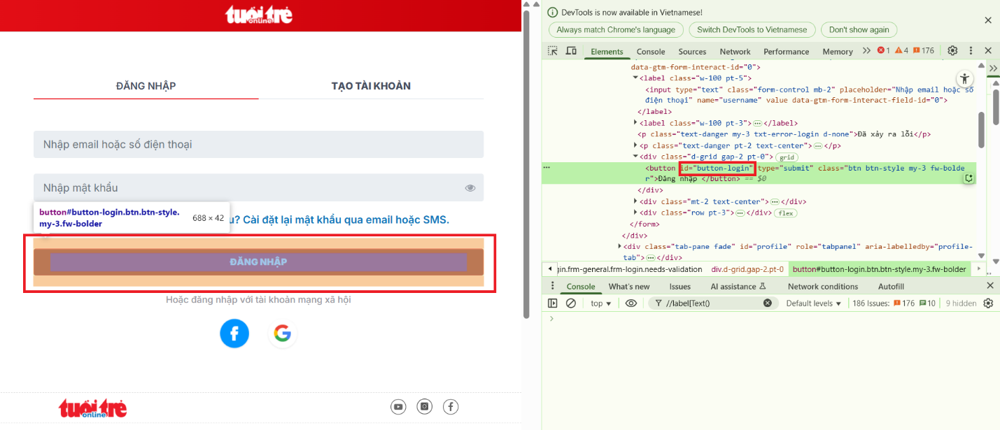 tuổi trẻ
online
ĐĂNG NHẬP
TẠO TÀI KHOẢN
Nhập email hoặc số điện thoại
Nhập mật khẩu
button#button-login.btn.btn-style.
my-3.fw-bolder
688 × 42
u? Cài đặt lại mật khẩu qua email hoặc SMS.
ĐĂNG NHẬP
Hoặc đăng nhập với tài khoản mạng xã hội
tuổi trẻ
online
DevTools is now available in Vietnamese!
Always match Chrome's language
Switch DevTools to Vietnamese
Don't show again
Elements Console Sources Network Performance Memory 1 4 176
data-gtm-form-interact-id="0">
<label class="w-100 pt-5">
<input type="text" class="form-control mb-2" placeholder="Nhập email hoặc số
điện thoại" name="username" value data-gtm-form-interact-field-id="0">
</label>
<label class="w-100 pt-3">…</label>
<p class="text-danger my-3 txt-error-login d-none">Đã xảy ra lỗi</p>
<p class="text-danger pt-2 text-center">…</p>
<div class="d-grid gap-2 pt-0"> grid
<button id="button-login" type="submit" class="btn btn-style my-3 fw-bolde
r">Đăng nhập </button> == $0
</div>
<div class="mt-2 text-center">…</div>
<div class="row pt-3">…</div> flex
</form>
</div>
<div class="tab-pane fade" id="profile" role="tabpanel" aria-labelledby="profile-
tab">…</div>
gin.frm-general.frm-login.needs-validation div.d-grid.gap-2.pt-0 button#button-login.btn.btn-style.my-3.fw-bolder
Console What's new Issues AI assistance Network conditions Autofill
top //label[Text() Default levels 186 Issues: 176 10 9 hidden